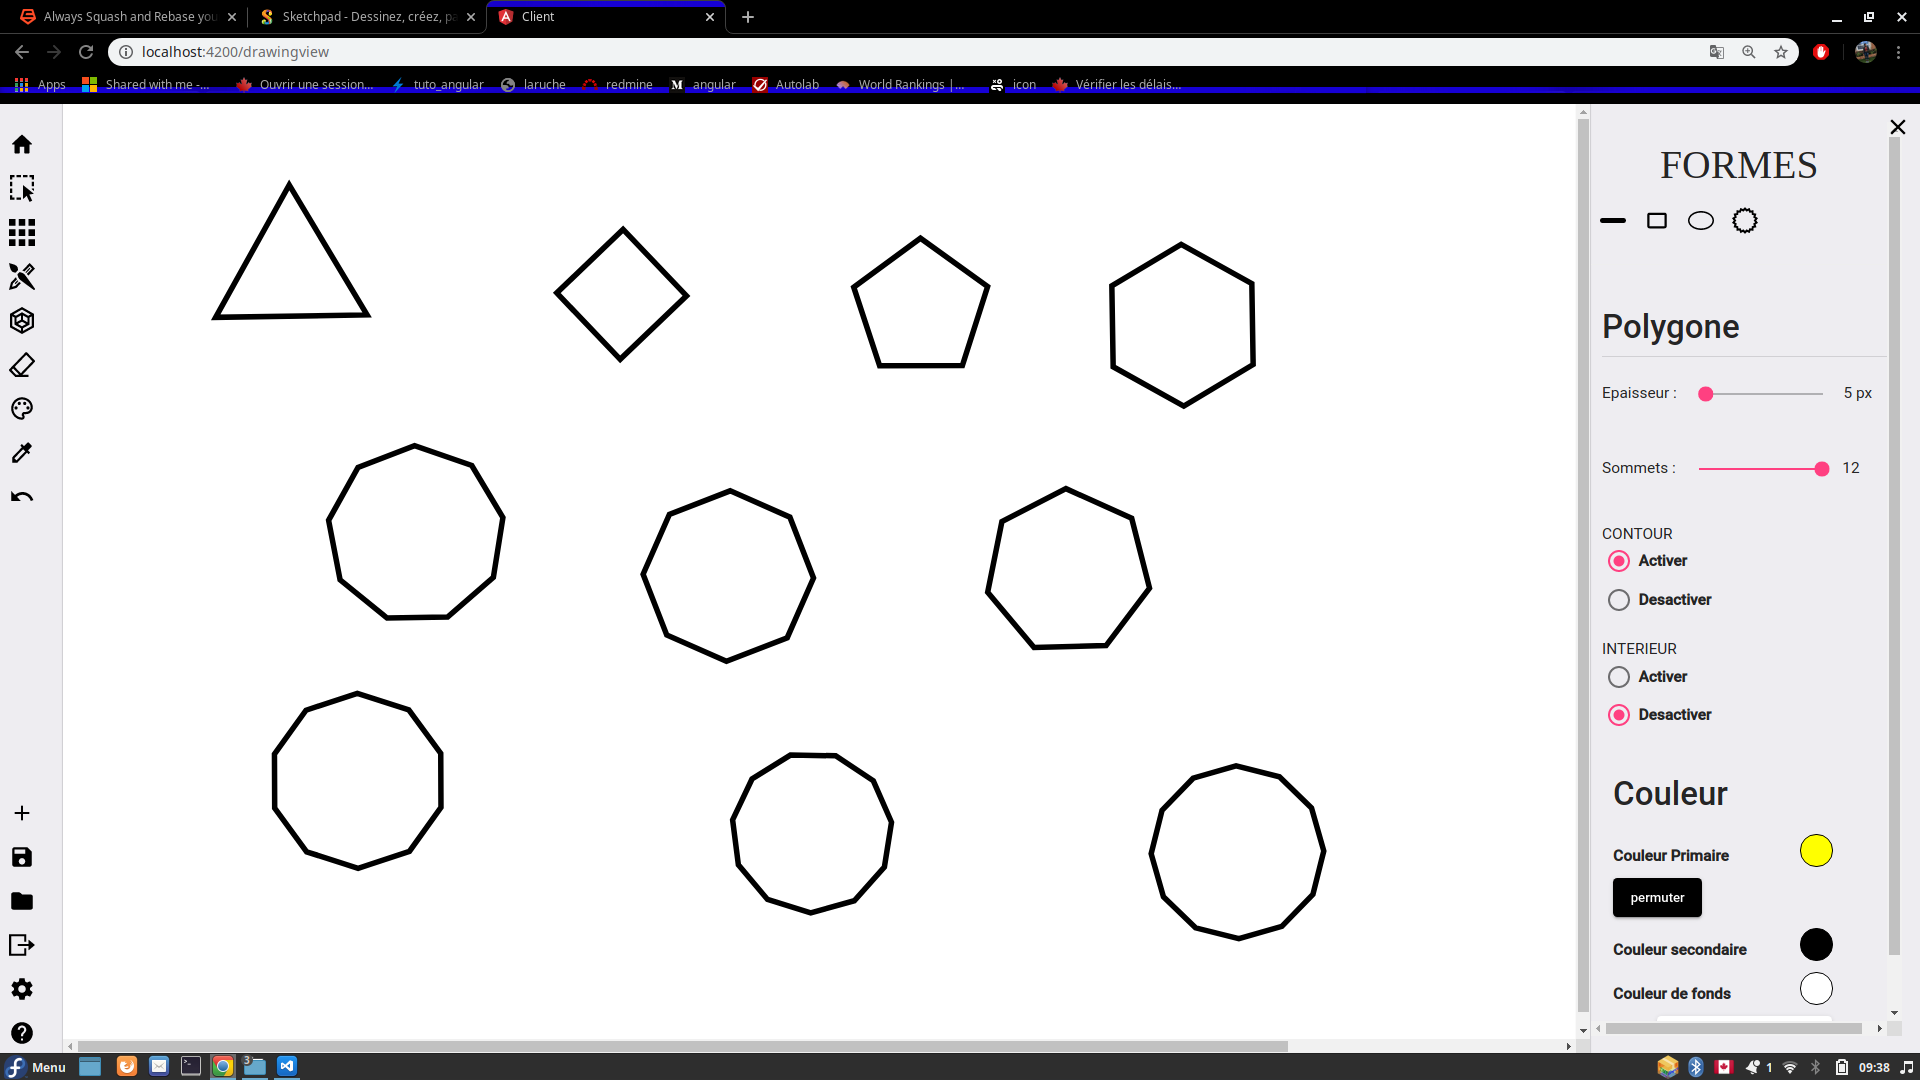 Always Squash and Rebase you
Sketchpad - Dessinez, créez, pa
Client
localhost:4200/drawingview
Apps
Shared with me -...
Ouvrir une session...
tuto_angular
laruche
redmine
M angular
Autolab
World Rankings |...
icon
Vérifier les délais...
FORMES
Polygone
Epaisseur : 5 px
Sommets : 12
CONTOUR
Activer
Desactiver
INTERIEUR
Activer
Desactiver
Couleur
Couleur Primaire
permuter
Couleur secondaire
Couleur de fonds
Menu
3
1
09:38